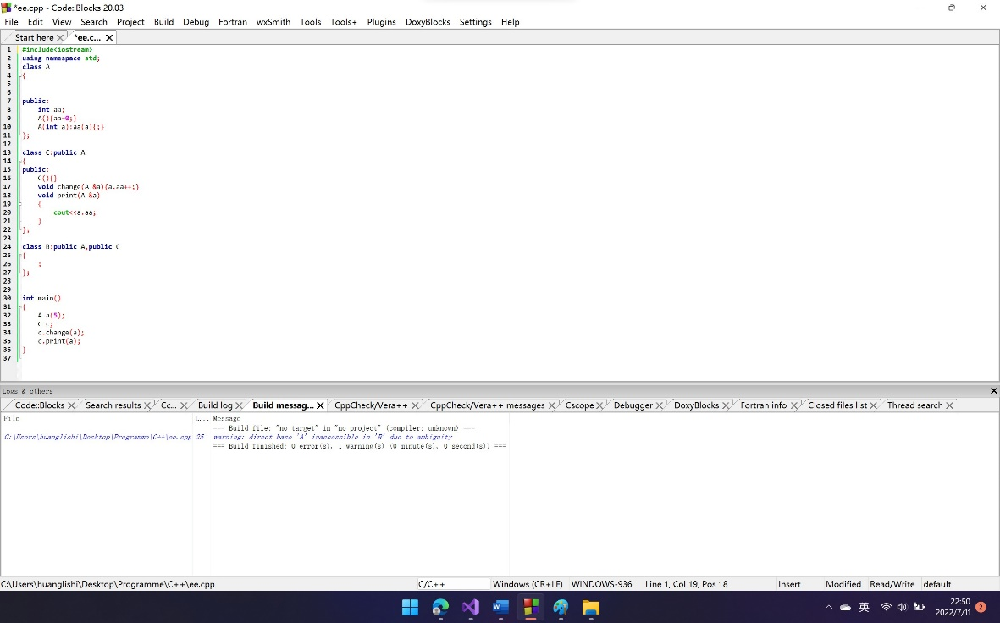 *ee.cpp - Code::Blocks 20.03
File Edit View Search Project Build Debug Fortran wxSmith Tools Tools+ Plugins DoxyBlocks Settings Help
Start here *ee.c...
1 #include<iostream>
2 using namespace std;
3 class A
4 {
5
6
7 public:
8 int aa;
9 A(){aa=0;}
10 A(int a):aa(a){;}
11 };
12
13 class C:public A
14 {
15 public:
16 C(){}
17 void change(A &a){a.aa++;}
18 void print(A &a)
19 {
20 cout<<a.aa;
21 }
22 };
23
24 class B:public A,public C
25 {
26 ;
27 };
28
29
30 int main()
31 {
32 A a(5);
33 C c;
34 c.change(a);
35 c.print(a);
36 }
37
Logs & others
Code::Blocks Search results Cc... Build log Build messag... CppCheck/Vera++ CppCheck/Vera++ messages Cscope Debugger DoxyBlocks Fortran info Closed files list Thread search
File L... Message
=== Build file: "no target" in "no project" (compiler: unknown) ===
C:\Users\huanglishi\Desktop\Programme\C++\ee.cpp 25 warning: direct base 'A' inaccessible in 'B' due to ambiguity
=== Build finished: 0 error(s), 1 warning(s) (0 minute(s), 0 second(s)) ===
C:\Users\huanglishi\Desktop\Programme\C++\ee.cpp C/C++ Windows (CR+LF) WINDOWS-936 Line 1, Col 19, Pos 18 Insert Modified Read/Write default
英 22:50 2
2022/7/11